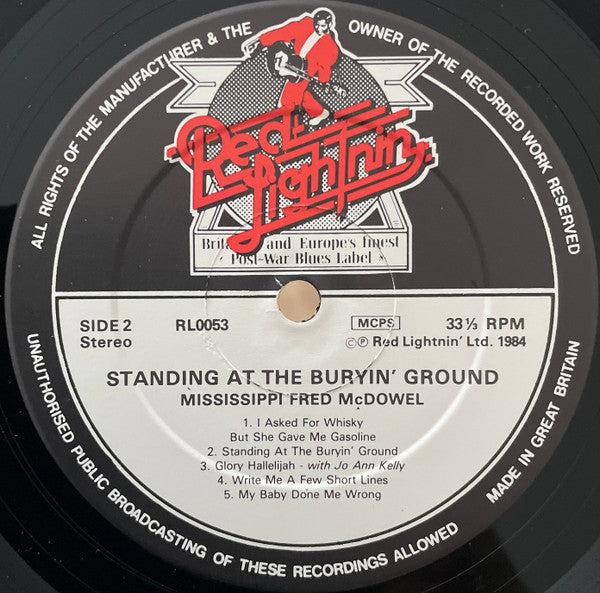 ALL RIGHTS OF THE MANUFACTURER & THE OWNER OF THE RECORDED WORK RESERVED
Red
Lightnin'
Britain's and Europe's finest
Post-War Blues Label
SIDE 2 RL0053 MCPS 33⅓ RPM
Stereo ©℗ Red Lightnin' Ltd. 1984
STANDING AT THE BURYIN' GROUND
MISSISSIPPI FRED McDOWEL
1. I Asked For Whisky
But She Gave Me Gasoline
2. Standing At The Buryin' Ground
3. Glory Hallelijah - with Jo Ann Kelly
4. Write Me A Few Short Lines
5. My Baby Done Me Wrong
UNAUTHORISED PUBLIC BROADCASTING OF THESE RECORDINGS ALLOWED
MADE IN GREAT BRITAIN